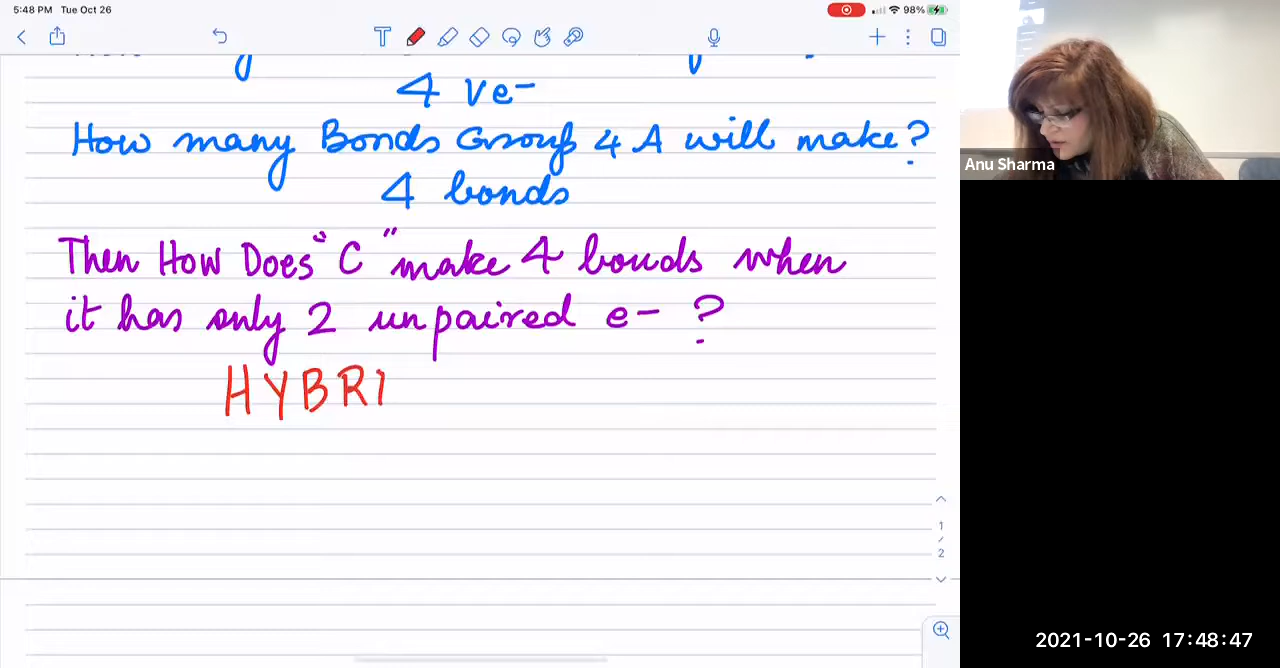 5:48 PM Tue Oct 26
98%
4 Ve-
How many Bonds Group 4 A will make?
4 bonds
Then How Does "C" make 4 bonds when
it has only 2 unpaired e- ?
HYBRI
1
/
2
Anu Sharma
2021-10-26 17:48:47